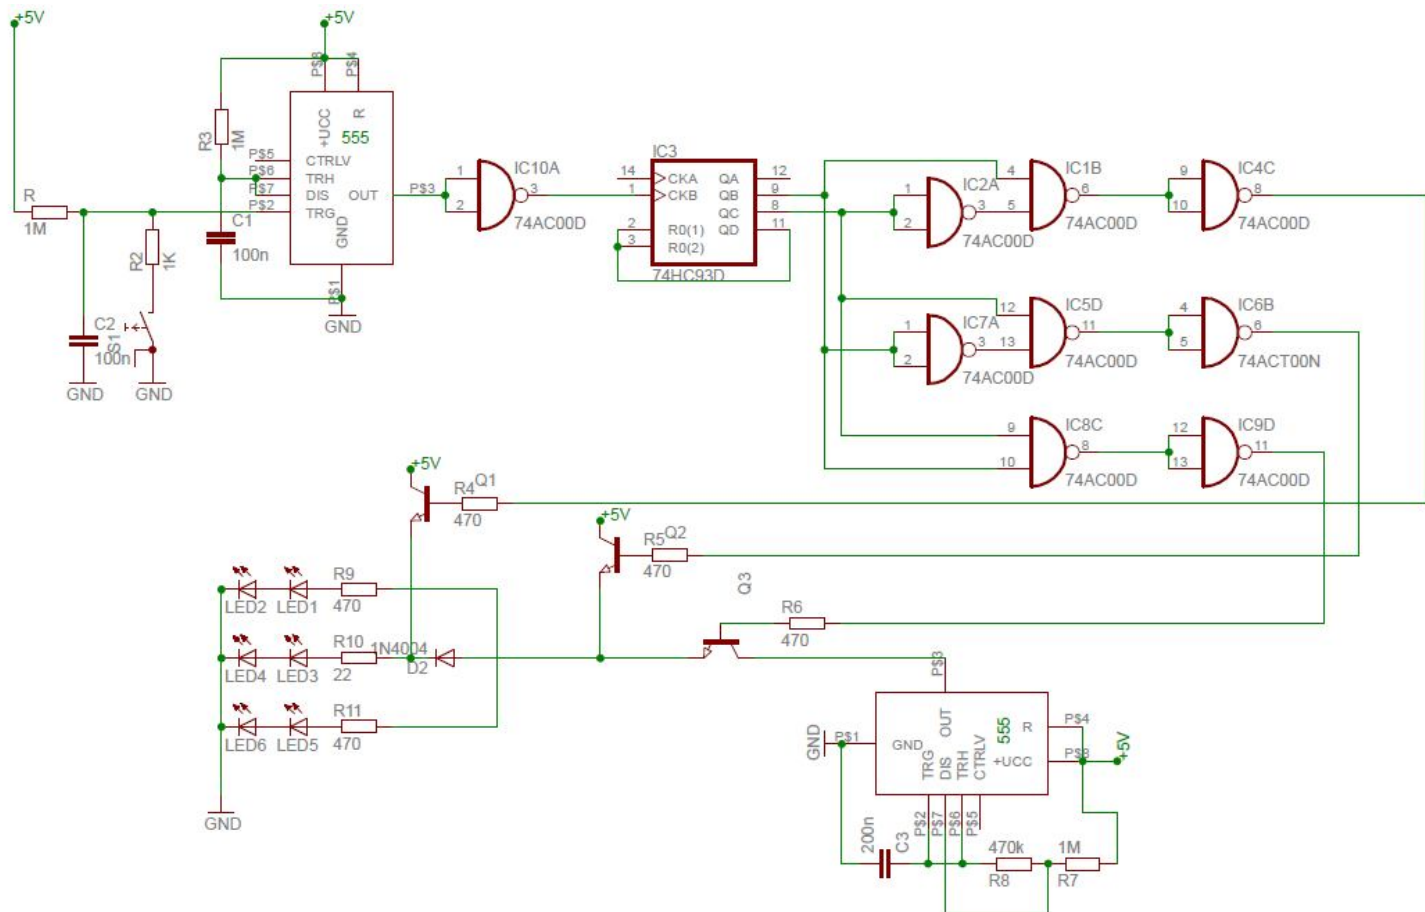 +5V
+5V
P$8
P$4
R3
1M
+UCC
R
555
P$5
CTRLV
P$6
TRH
P$7
DIS
OUT
P$3
P$2
TRG
GND
R
1M
C1
100n
R2
1K
P$1
GND
C2
100n
S1
GND
GND
1
2
3
IC10A
74AC00D
IC3
14
CKA
QA
12
1
CKB
QB
9
QC
8
2
R0(1)
QD
11
3
R0(2)
74HC93D
1
2
3
IC2A
74AC00D
4
5
6
IC1B
74AC00D
9
10
8
IC4C
74AC00D
1
2
3
IC7A
74AC00D
12
13
11
IC5D
74AC00D
4
5
6
IC6B
74ACT00N
9
10
8
IC8C
74AC00D
12
13
11
IC9D
74AC00D
+5V
R4
Q1
470
+5V
R5
Q2
470
Q3
R6
470
R9
LED2
LED1
470
R10
1N4004
LED4
LED3
22
D2
R11
LED6
LED5
470
GND
P$3
GND
P$1
GND
OUT
555
R
P$4
+UCC
P$8
+5V
TRG
DIS
TRH
CTRLV
P$2
P$7
P$6
P$5
200n
C3
470k
R8
1M
R7